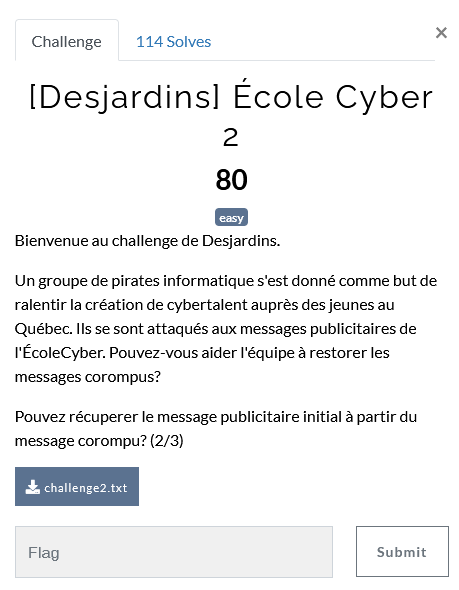 Challenge
114 Solves
×
[Desjardins] École Cyber
2
80
easy
Bienvenue au challenge de Desjardins.
Un groupe de pirates informatique s'est donné comme but de
ralentir la création de cybertalent auprès des jeunes au
Québec. Ils se sont attaqués aux messages publicitaires de
l'ÉcoleCyber. Pouvez-vous aider l'équipe à restorer les
messages corompus?
Pouvez récuperer le message publicitaire initial à partir du
message corompu? (2/3)
challenge2.txt
Flag
Submit